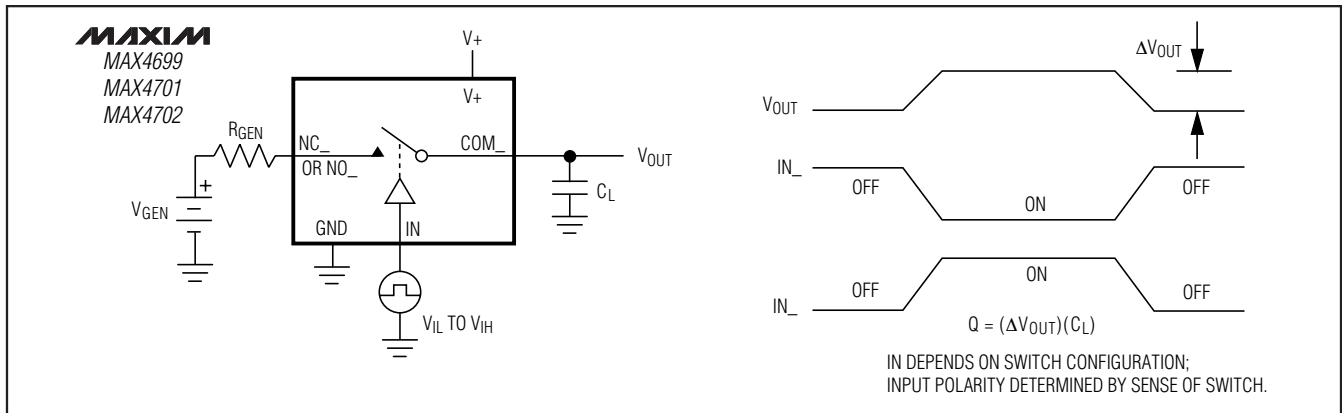 MAXIM
MAX4699
MAX4701
MAX4702
V+
V+
RGEN
NC_
OR NO_
COM_
VOUT
CL
VGEN
+
GND
IN
VIL TO VIH
ΔVOUT
VOUT
IN_
OFF
ON
OFF
IN_
OFF
ON
OFF
Q = (ΔVOUT)(CL)
IN DEPENDS ON SWITCH CONFIGURATION;
INPUT POLARITY DETERMINED BY SENSE OF SWITCH.